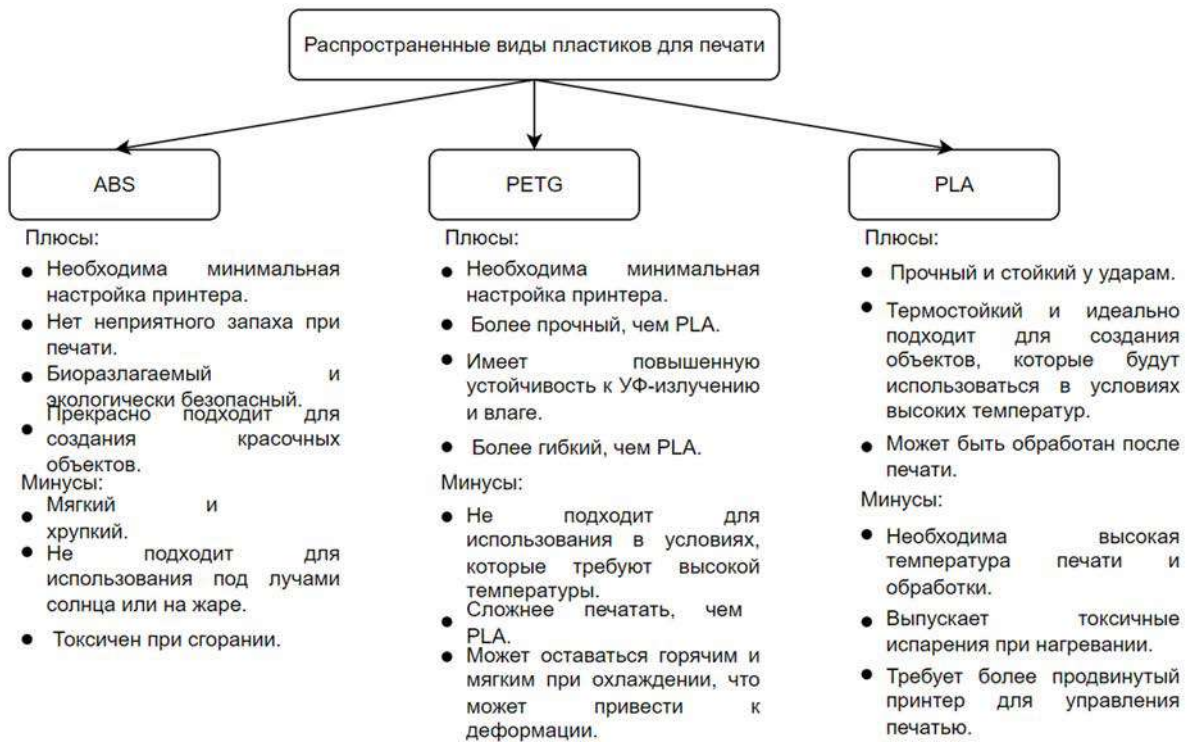 Распространенные виды пластиков для печати
ABS
Плюсы:
Необходима минимальная
настройка принтера.
Нет неприятного запаха при
печати.
Биоразлагаемый и
экологически безопасный.
Прекрасно подходит для
создания красочных
объектов.
Минусы:
Мягкий и
хрупкий.
Не подходит для
использования под лучами
солнца или на жаре.
Токсичен при сгорании.
PETG
Плюсы:
Необходима минимальная
настройка принтера.
Более прочный, чем PLA.
Имеет повышенную
устойчивость к УФ-излучению
и влаге.
Более гибкий, чем PLA.
Минусы:
Не подходит для
использования в условиях,
которые требуют высокой
температуры.
Сложнее печатать, чем
PLA.
Может оставаться горячим и
мягким при охлаждении, что
может привести к
деформации.
PLA
Плюсы:
Прочный и стойкий у ударам.
Термостойкий и идеально
подходит для создания
объектов, которые будут
использоваться в условиях
высоких температур.
Может быть обработан после
печати.
Минусы:
Необходима высокая
температура печати и
обработки.
Выпускает токсичные
испарения при нагревании.
Требует более продвинутый
принтер для управления
печатью.